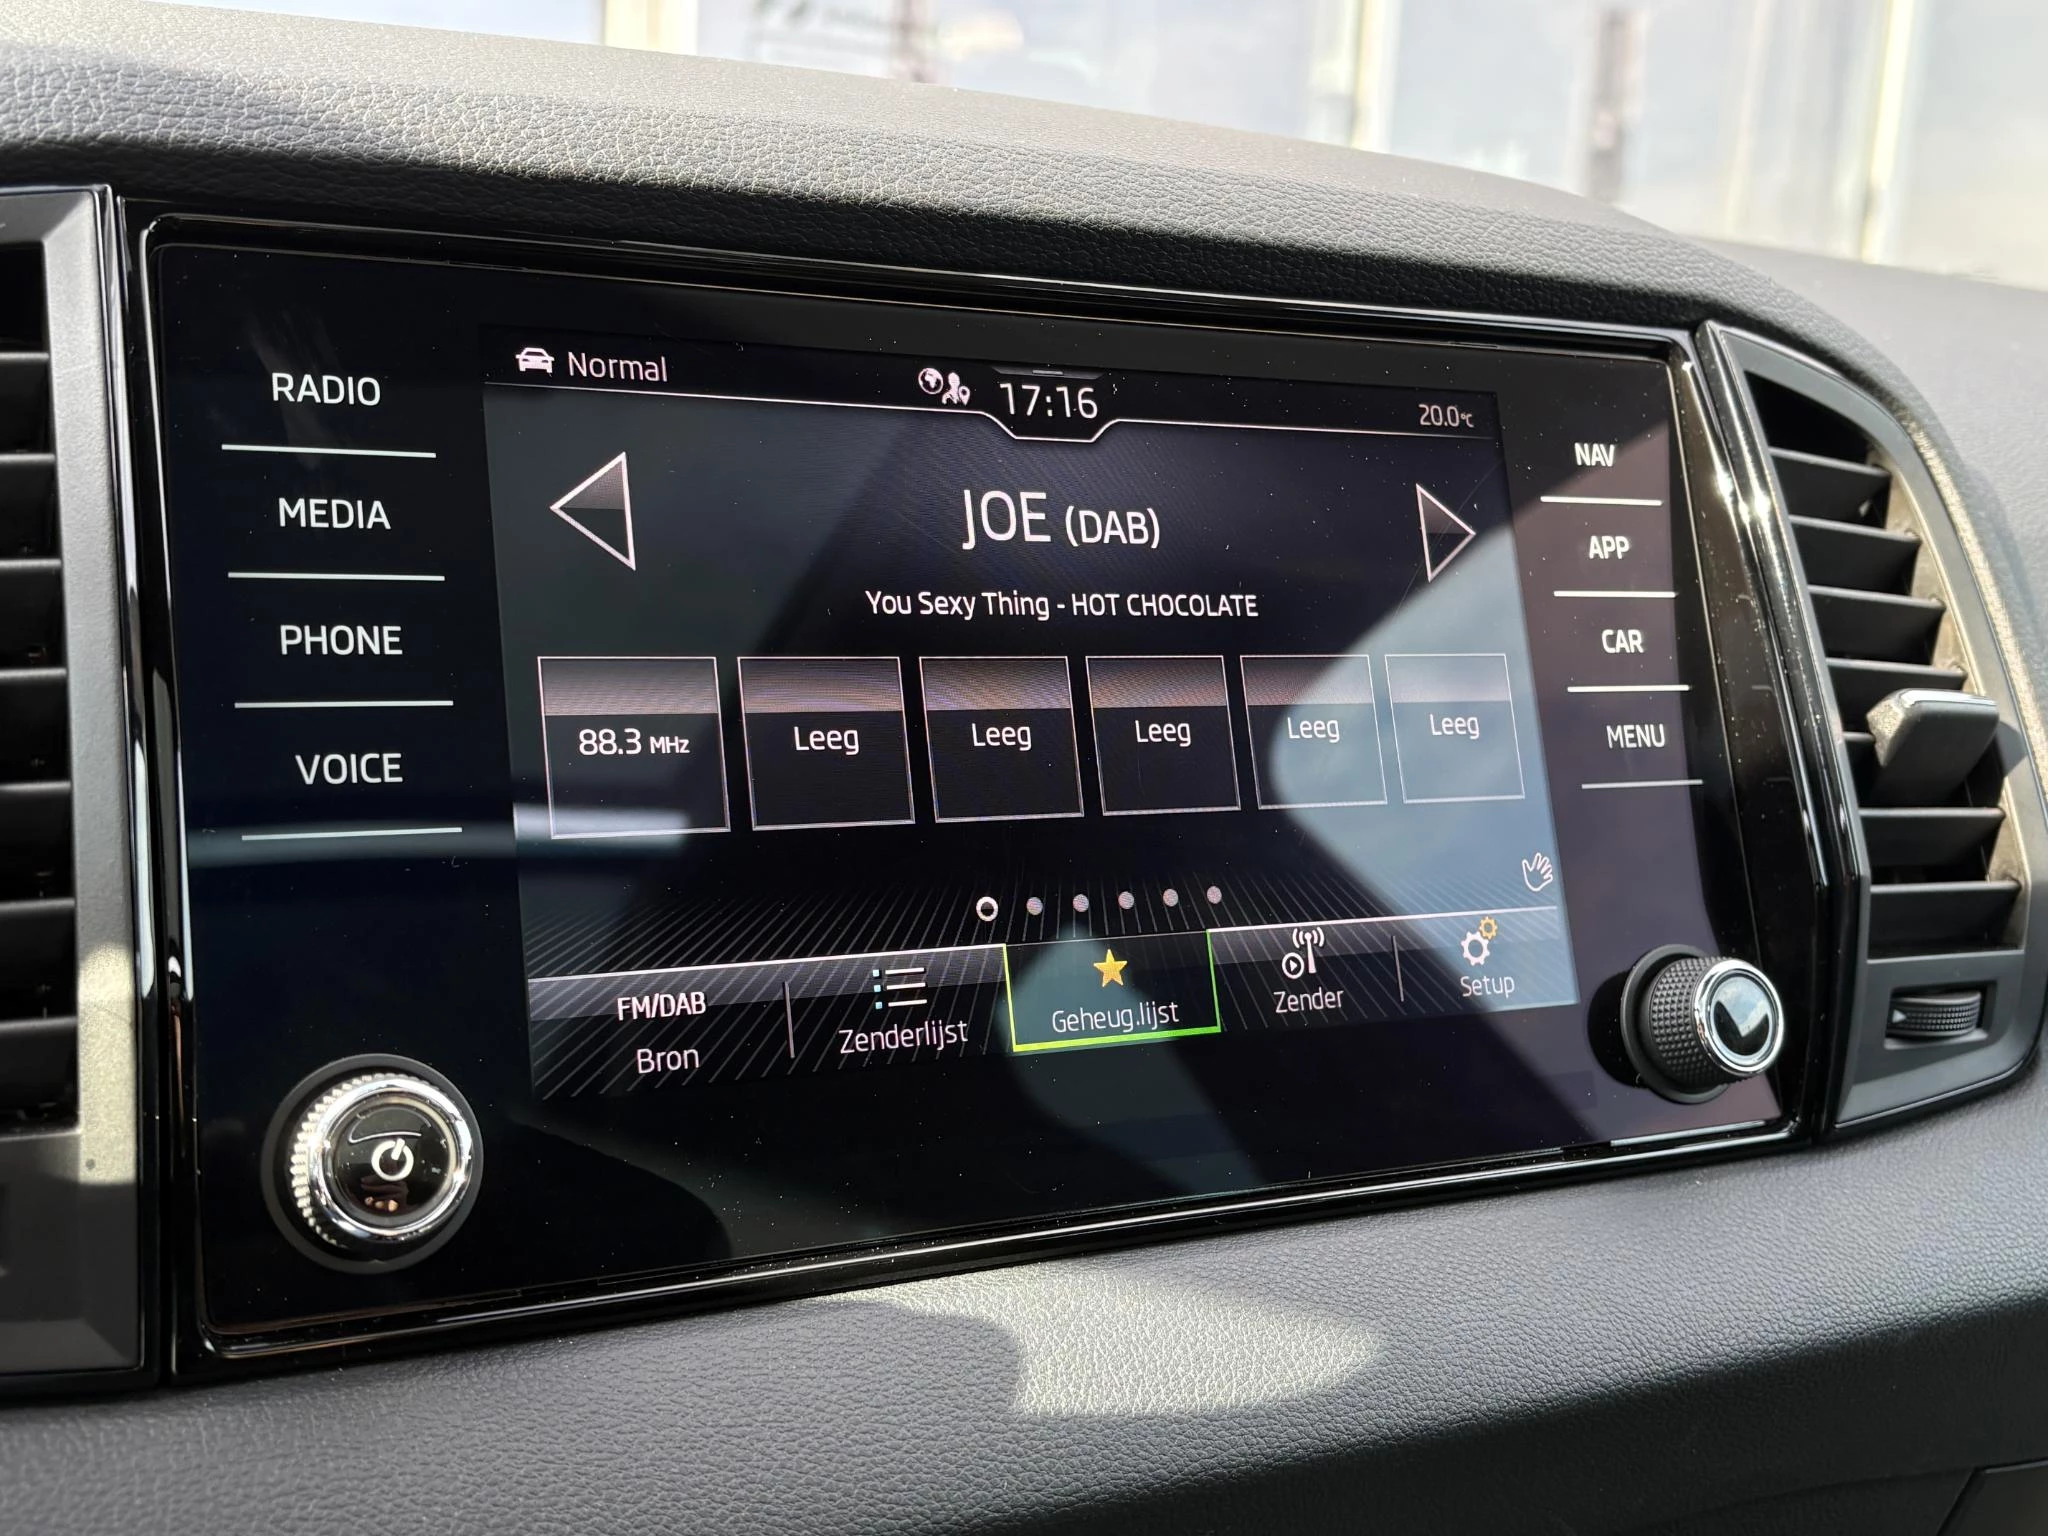 RADIO
MEDIA
PHONE
VOICE
Normal
17:16
20.0°C
JOE (DAB)
You Sexy Thing - HOT CHOCOLATE
88.3 MHz
Leeg
Leeg
Leeg
Leeg
Leeg
FM/DAB
Bron
Zenderlijst
Geheug.lijst
Zender
Setup
NAV
APP
CAR
MENU